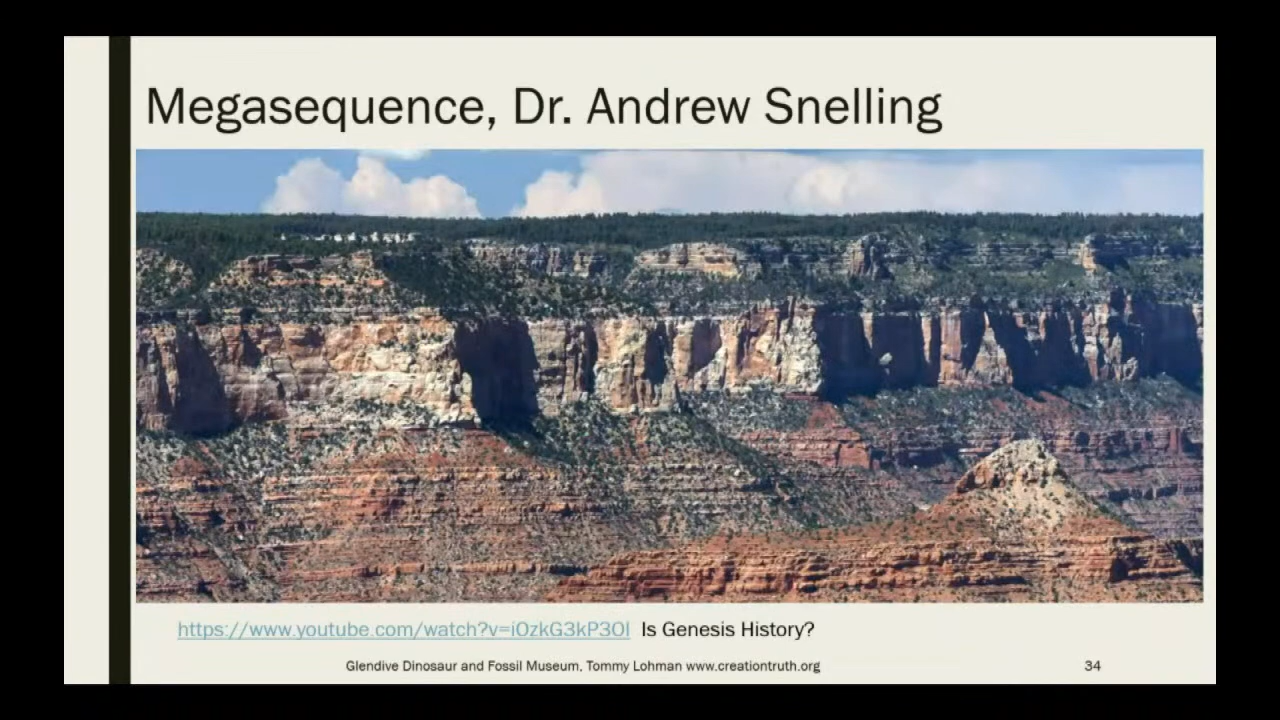 Megasequence, Dr. Andrew Snelling
https://www.youtube.com/watch?v=iOzkG3kP3OI Is Genesis History?
Glendive Dinosaur and Fossil Museum, Tommy Lohman www.creationtruth.org 34